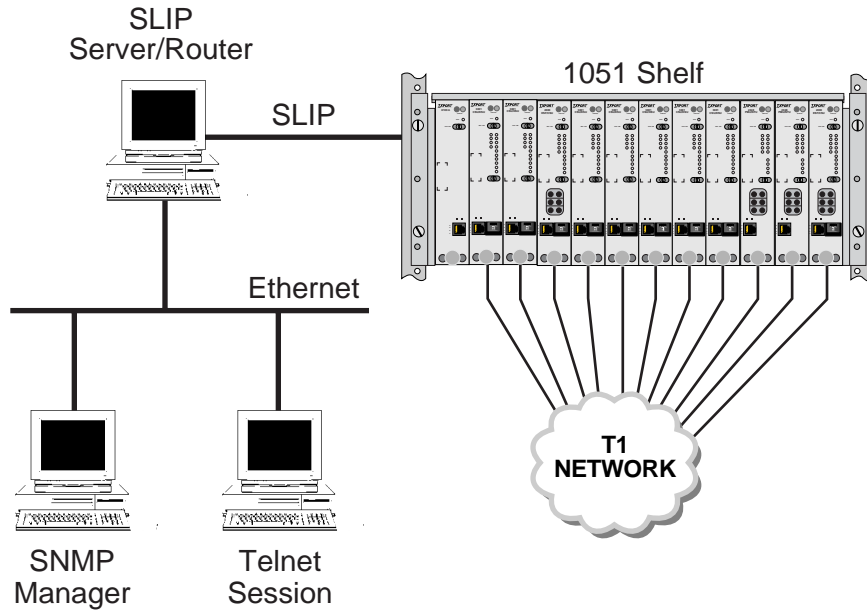 SLIP
Server/Router
SLIP
1051 Shelf
Ethernet
T1
NETWORK
SNMP
Manager
Telnet
Session